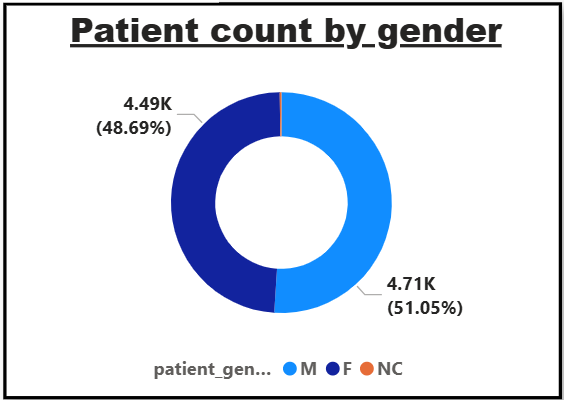 Patient count by gender
4.49K
(48.69%)
4.71K
(51.05%)
patient_gen... M F NC